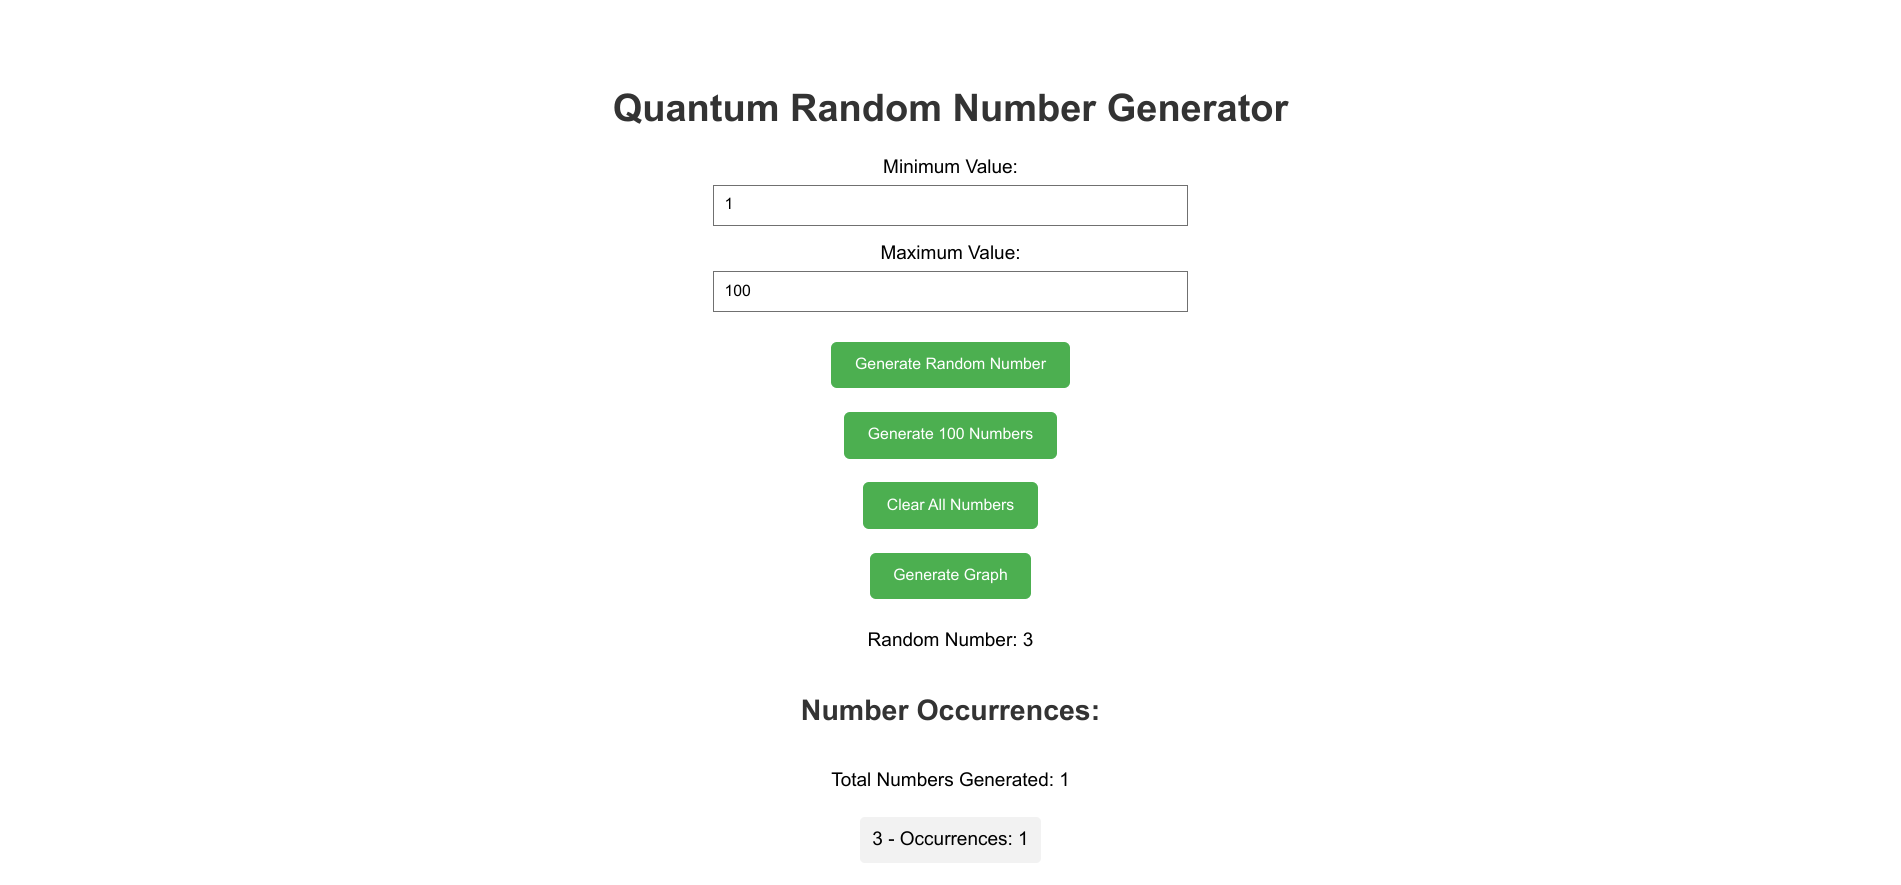 Quantum Random Number Generator
Minimum Value:
1
Maximum Value:
100
Generate Random Number
Generate 100 Numbers
Clear All Numbers
Generate Graph
Random Number: 3
Number Occurrences:
Total Numbers Generated: 1
3 - Occurrences: 1